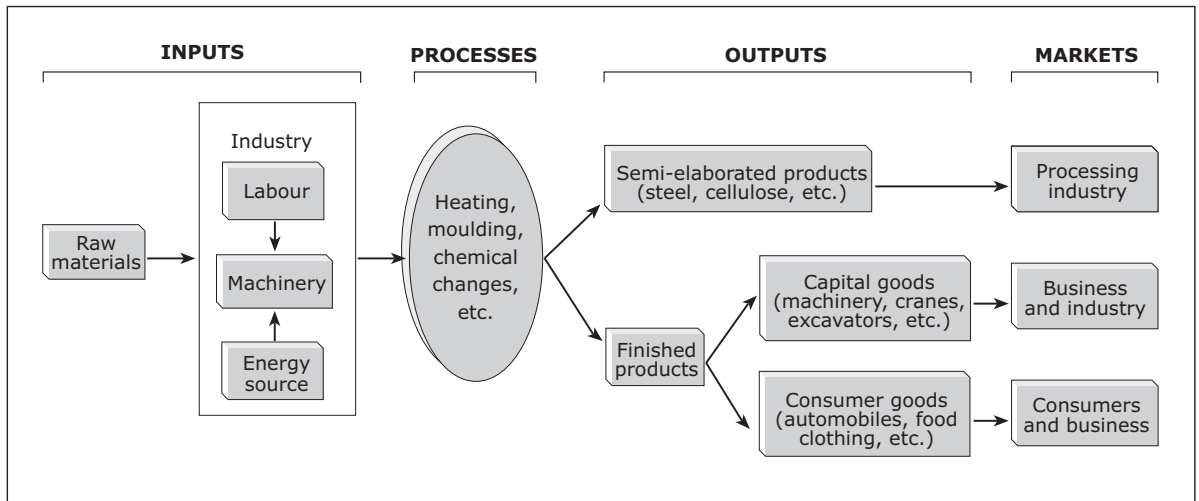 INPUTS
PROCESSES
OUTPUTS
MARKETS
Raw
materials
Industry
Labour
Machinery
Energy
source
Heating,
moulding,
chemical
changes,
etc.
Semi-elaborated products
(steel, cellulose, etc.)
Processing
industry
Finished
products
Capital goods
(machinery, cranes,
excavators, etc.)
Business
and industry
Consumer goods
(automobiles, food
clothing, etc.)
Consumers
and business